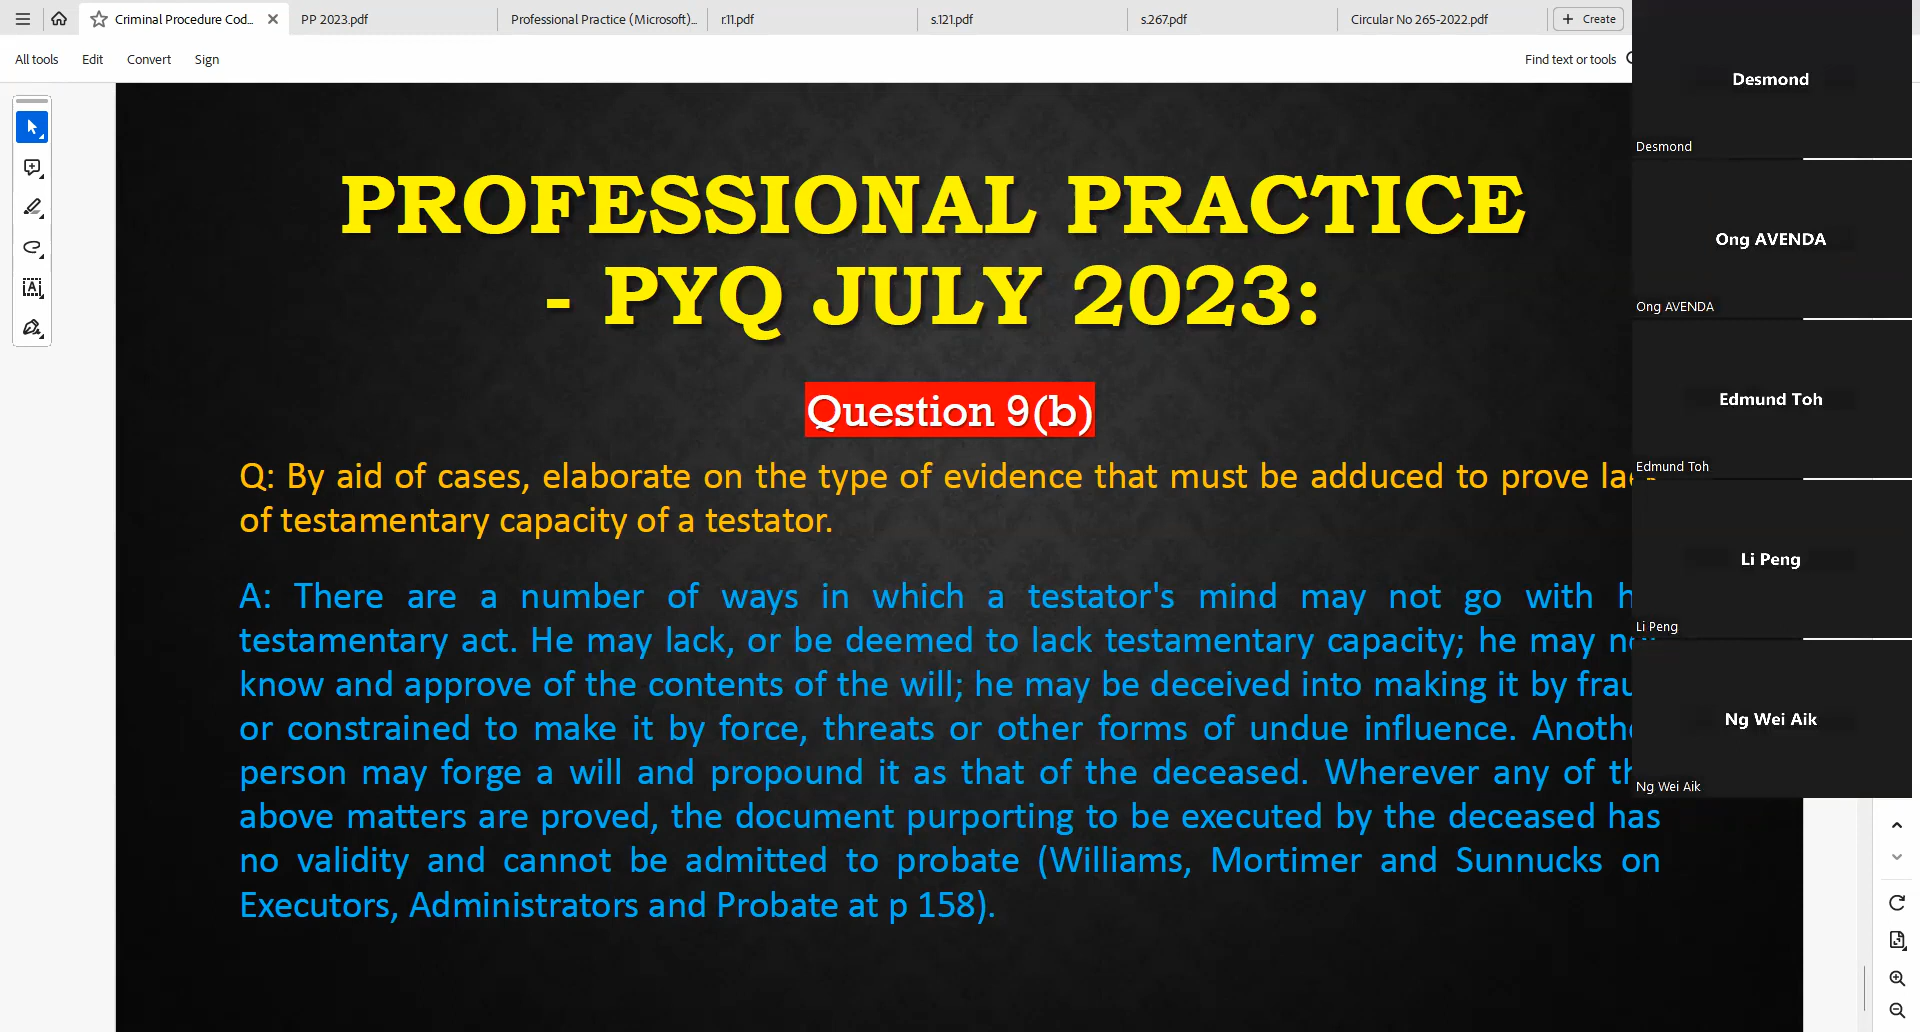 Criminal Procedure Cod...
PP 2023.pdf
Professional Practice (Microsoft)...
r.11.pdf
s.121.pdf
s.267.pdf
Circular No 265-2022.pdf
Create
All tools
Edit
Convert
Sign
Find text or tools
PROFESSIONAL PRACTICE
- PYQ JULY 2023:
Question 9(b)
Q: By aid of cases, elaborate on the type of evidence that must be adduced to prove
of testamentary capacity of a testator.
A: There are a number of ways in which a testator's mind may not go with
testamentary act. He may lack, or be deemed to lack testamentary capacity; he may
know and approve of the contents of the will; he may be deceived into making it by
or constrained to make it by force, threats or other forms of undue influence.
person may forge a will and propound it as that of the deceased. Wherever any of
above matters are proved, the document purporting to be executed by the deceased has
no validity and cannot be admitted to probate (Williams, Mortimer and Sunnucks on
Executors, Administrators and Probate at p 158).
Desmond
Desmond
Ong AVENDA
Ong AVENDA
Edmund Toh
Edmund Toh
Li Peng
Li Peng
Ng Wei Aik
Ng Wei Aik